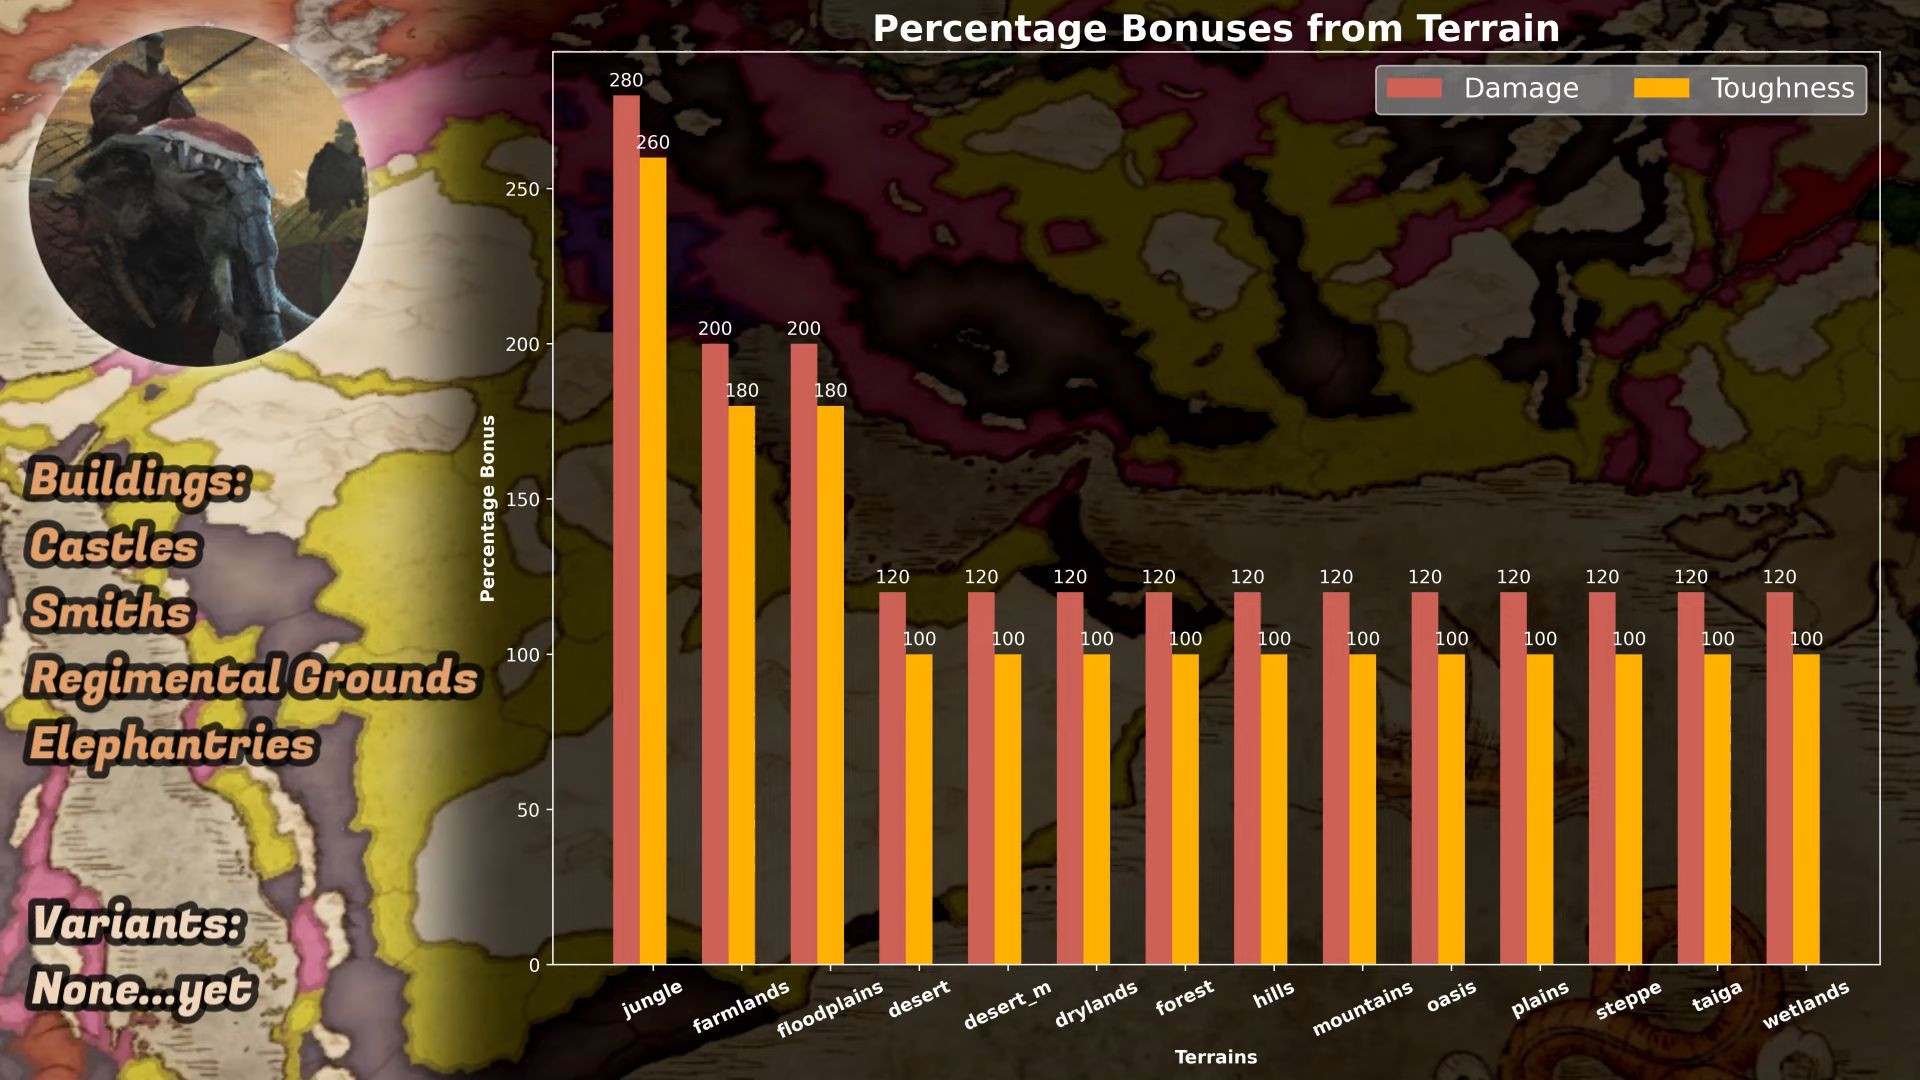 Percentage Bonuses from Terrain
Damage Toughness
280
260
250
200 200 200
180 180
150
Percentage Bonus
120 120 120 120 120 120 120 120 120 120 120
100 100 100 100 100 100 100 100 100 100 100 100
50
0
jungle farmlands floodplains desert desert_m drylands forest hills mountains oasis plains steppe taiga wetlands
Terrains
Buildings:
Castles
Smiths
Regimental Grounds
Elephantries
Variants:
None...yet